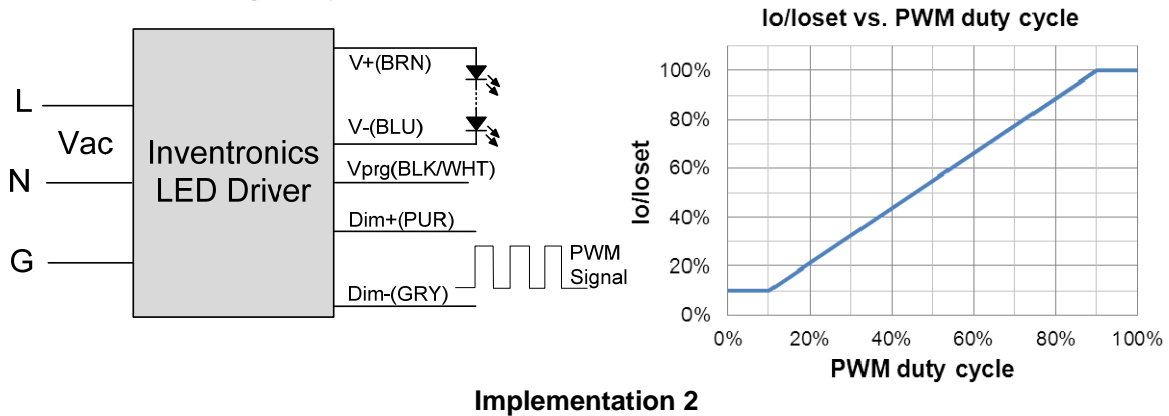 Io/Ioset vs. PWM duty cycle
L
Vac
N
G
Inventronics
LED Driver
V+(BRN)
V-(BLU)
Vprg(BLK/WHT)
Dim+(PUR)
Dim-(GRY)
PWM
Signal
Io/Ioset
100%
80%
60%
40%
20%
0%
0% 20% 40% 60% 80% 100%
PWM duty cycle
Implementation 2